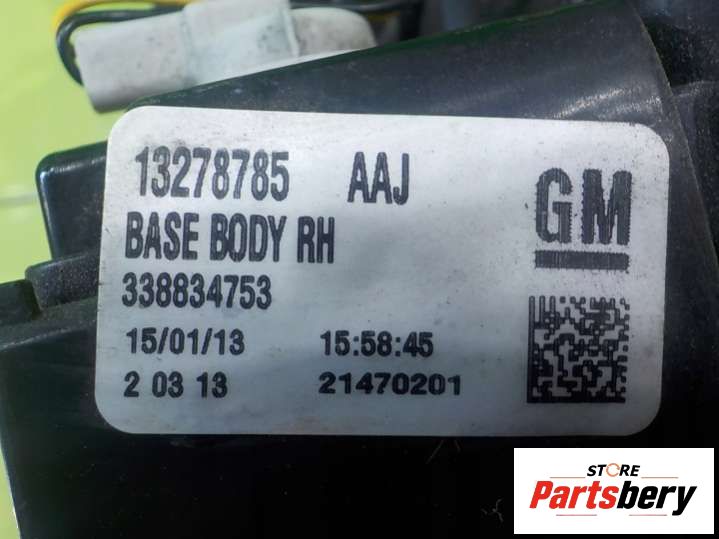 13278785 AAJ
BASE BODY RH
338834753
15/01/13 15:58:45
2 03 13 21470201
GM
STORE
Partsbery